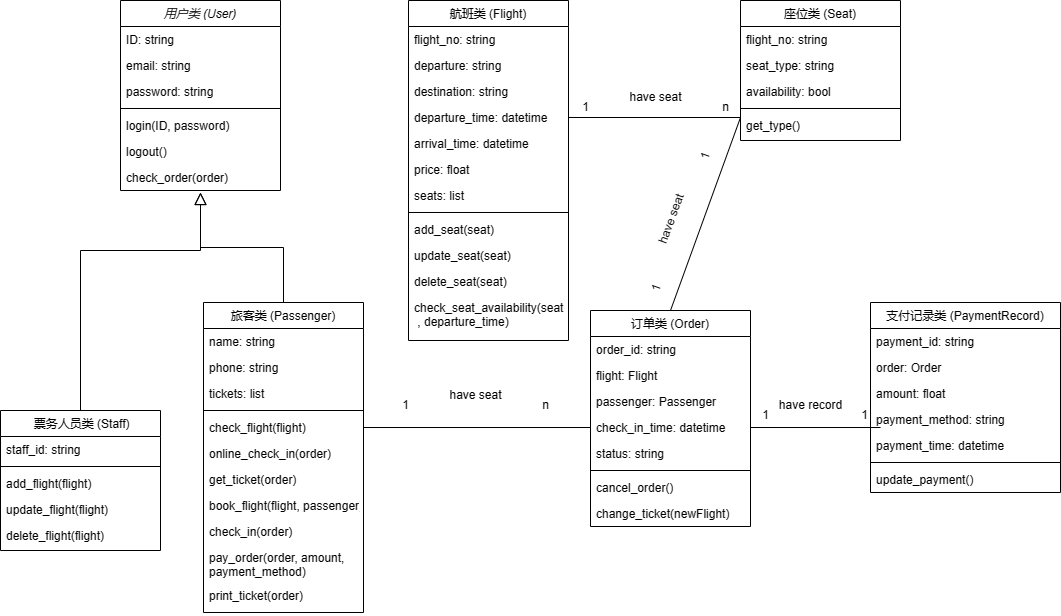 用户类 (User)
ID: string
email: string
password: string
login(ID, password)
logout()
check_order(order)
航班类 (Flight)
flight_no: string
departure: string
destination: string
departure_time: datetime
arrival_time: datetime
price: float
seats: list
add_seat(seat)
update_seat(seat)
delete_seat(seat)
check_seat_availability(seat
, departure_time)
座位类 (Seat)
flight_no: string
seat_type: string
availability: bool
get_type()
have seat
1
n
1
have seat
1
旅客类 (Passenger)
name: string
phone: string
tickets: list
check_flight(flight)
online_check_in(order)
get_ticket(order)
book_flight(flight, passenger
check_in(order)
pay_order(order, amount,
payment_method)
print_ticket(order)
票务人员类 (Staff)
staff_id: string
add_flight(flight)
update_flight(flight)
delete_flight(flight)
have seat
1
n
订单类 (Order)
order_id: string
flight: Flight
passenger: Passenger
check_in_time: datetime
status: string
cancel_order()
change_ticket(newFlight)
have record
1
1
支付记录类 (PaymentRecord)
payment_id: string
order: Order
amount: float
payment_method: string
payment_time: datetime
update_payment()